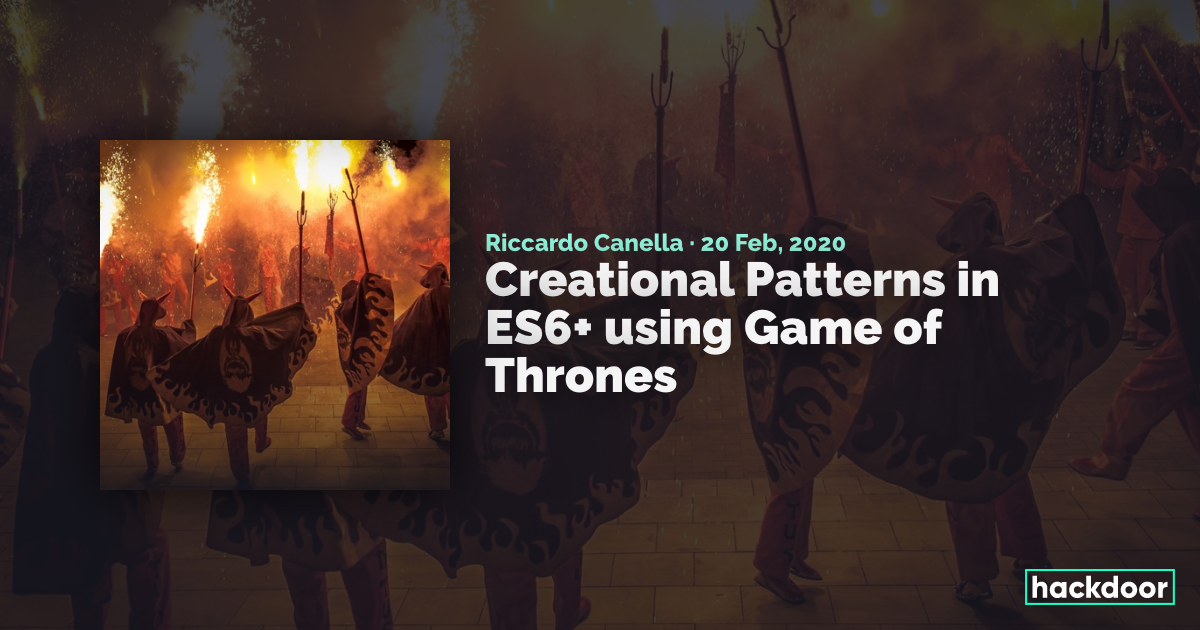 Riccardo Canella · 20 Feb, 2020
Creational Patterns in
ES6+ using Game of
Thrones
hackdoor